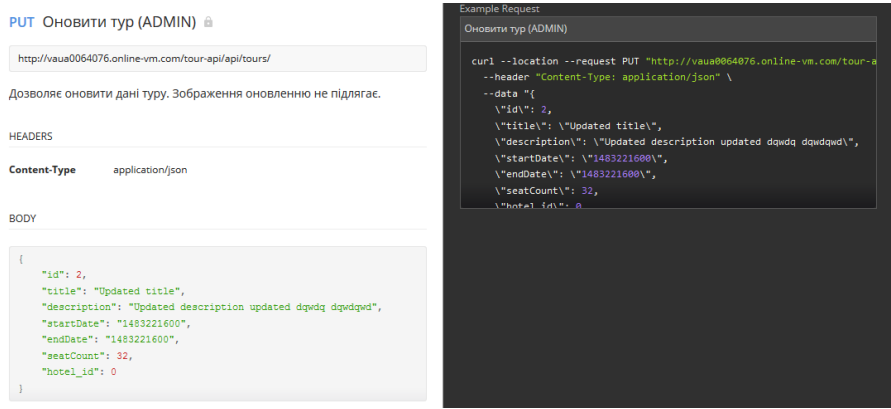 PUT Оновити тур (ADMIN)
http://vaua0064076.online-vm.com/tour-api/api/tours/
Дозволяє оновити дані туру. Зображення оновленню не підлягає.
HEADERS
Content-Type application/json
BODY
{
"id": 2,
"title": "Updated title",
"description": "Updated description updated dqwdq dqwdqwd",
"startDate": "1483221600",
"endDate": "1483221600",
"seatCount": 32,
"hotel_id": 0
}
Example Request
Оновити тур (ADMIN)
curl --location --request PUT "http://vaua0064076.online-vm.com/tour-a
--header "Content-Type: application/json" \
--data "{
\"id\": 2,
\"title\": \"Updated title\",
\"description\": \"Updated description updated dqwdq dqwdqwd\",
\"startDate\": \"1483221600\",
\"endDate\": \"1483221600\",
\"seatCount\": 32,
\"hotel_id\": 0